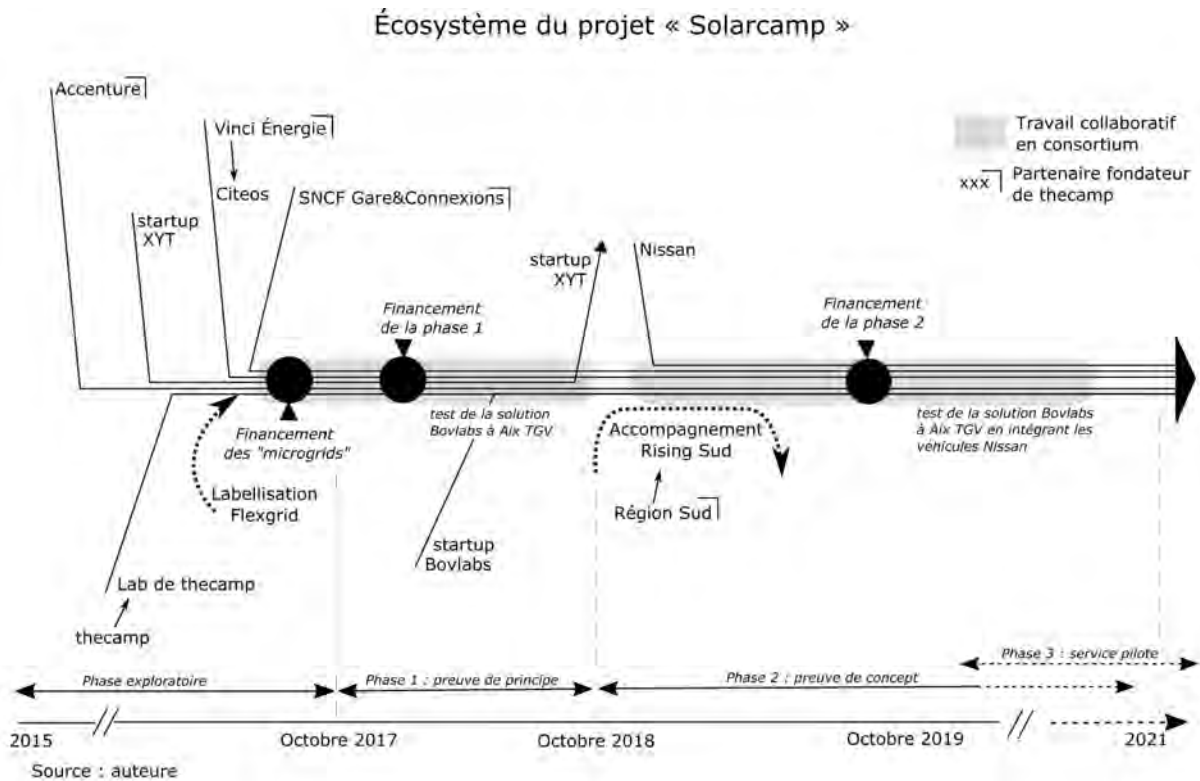 Écosystème du projet « Solarcamp »
Accenture
Vinci Énergie
Citeos
SNCF Gare&Connexions
startup
XYT
Travail collaboratif
en consortium
xxx
Partenaire fondateur
de thecamp
startup
XYT
Nissan
Financement
de la phase 1
Financement
de la phase 2
Financement
des "microgrids"
Labellisation
Flexgrid
test de la solution
Bovlabs à Aix TGV
Accompagnement
Rising Sud
Région Sud
test de la solution Bovlabs
à Aix TGV en intégrant les
véhicules Nissan
startup
Bovlabs
Lab de thecamp
thecamp
Phase exploratoire
Phase 1 : preuve de principe
Phase 2 : preuve de concept
Phase 3 : service pilote
2015
Octobre 2017
Octobre 2018
Octobre 2019
2021
Source : auteure